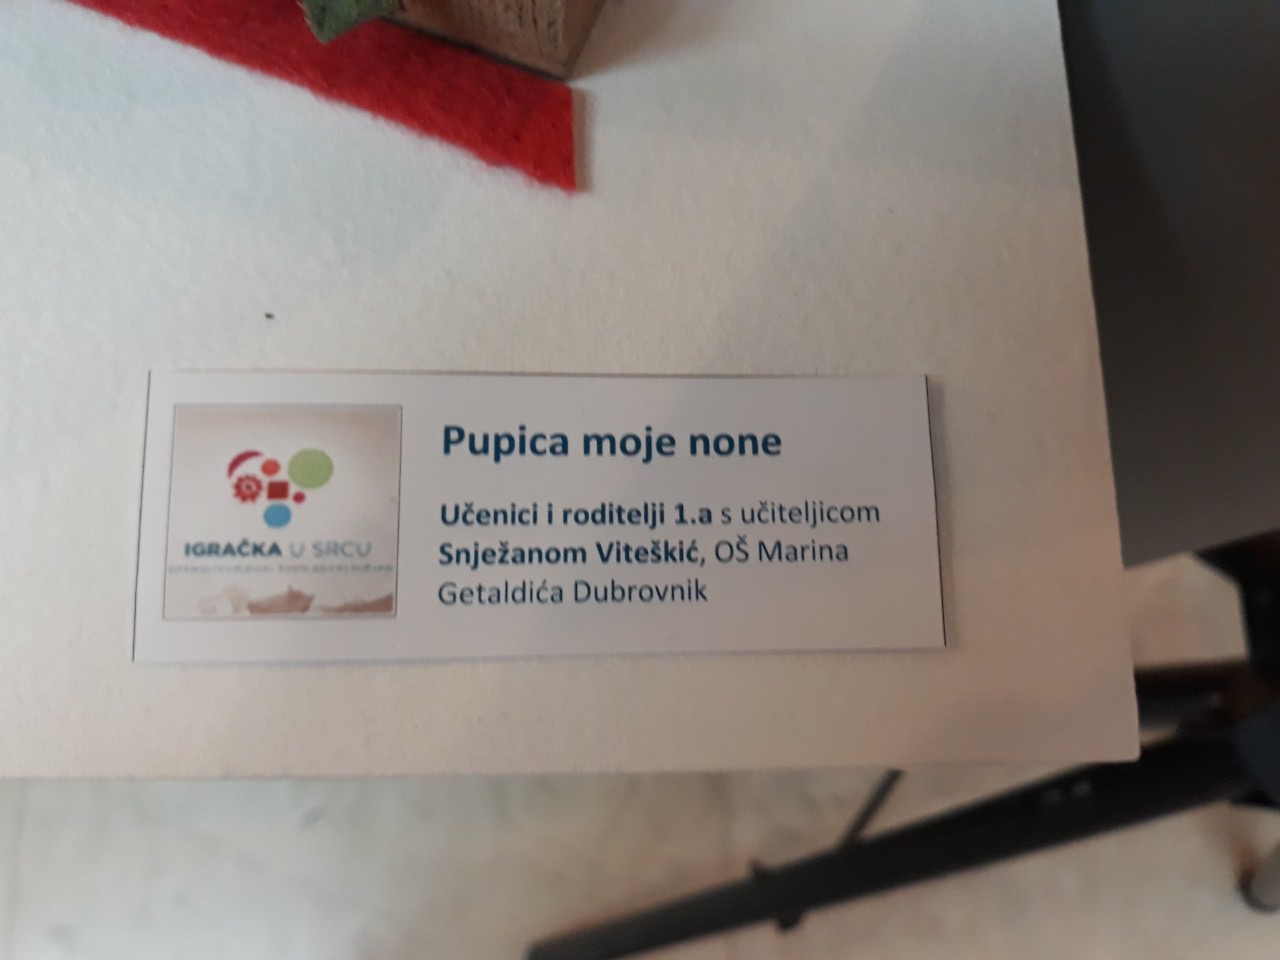 Pupica moje none
Učenici i roditelji 1.a s učiteljicom
Snježanom Viteškić, OŠ Marina
Getaldića Dubrovnik
IGRAČKA U SRCU